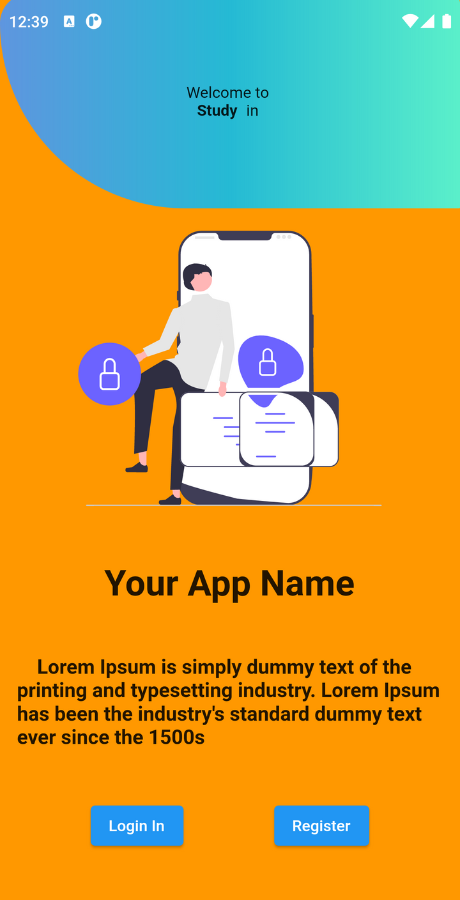 12:39
Welcome to
Study in
Your App Name
Lorem Ipsum is simply dummy text of the
printing and typesetting industry. Lorem Ipsum
has been the industry's standard dummy text
ever since the 1500s
Login In
Register